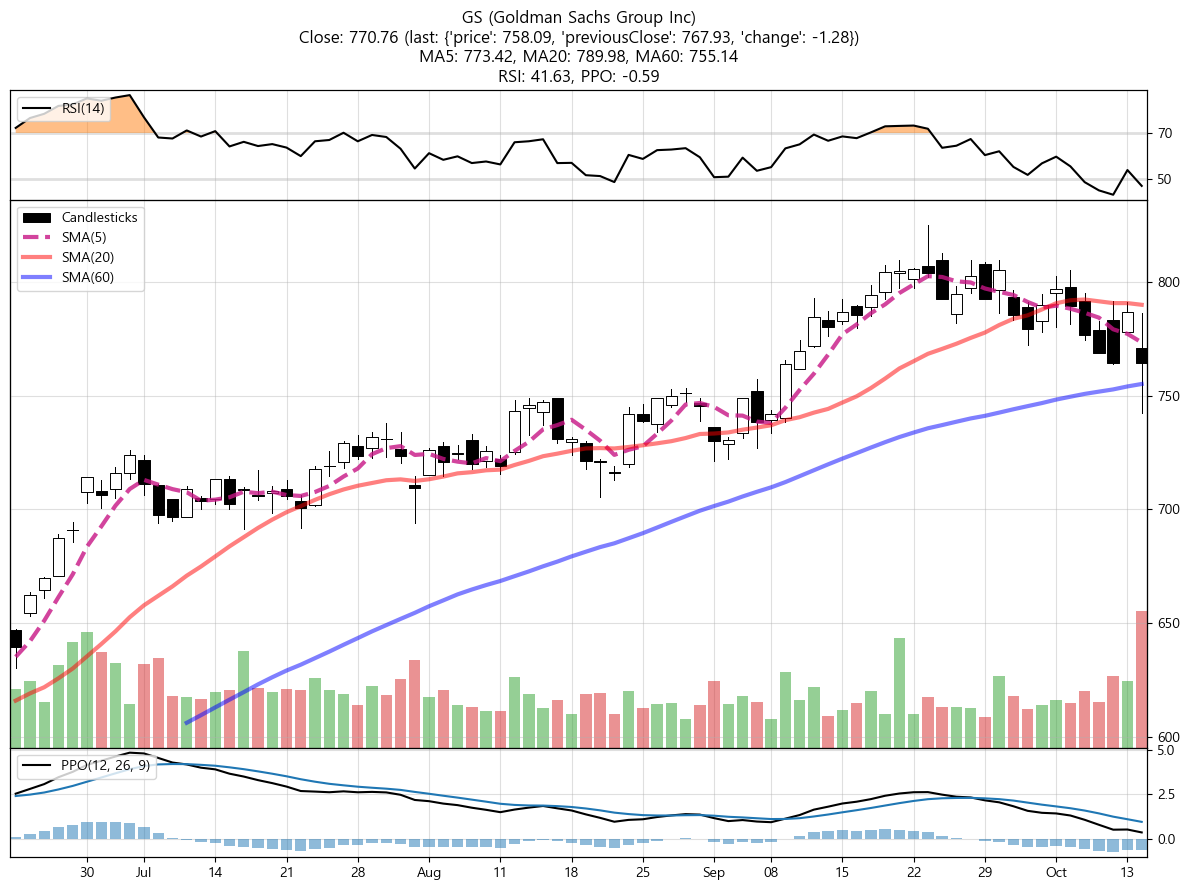 GS (Goldman Sachs Group Inc)
Close: 770.76 (last: {'price': 758.09, 'previousClose': 767.93, 'change': -1.28})
MA5: 773.42, MA20: 789.98, MA60: 755.14
RSI: 41.63, PPO: -0.59
RSI(14)
70
50
Candlesticks
SMA(5)
SMA(20)
SMA(60)
800
750
700
650
600
PPO(12, 26, 9)
5.0
2.5
0.0
30 Jul 14 21 28 Aug 11 18 25 Sep 08 15 22 29 Oct 13